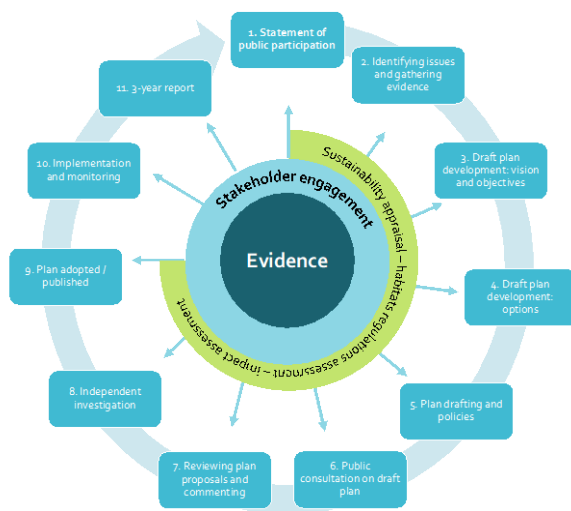 1. Statement of
public participation
2. Identifying issues
and gathering
evidence
3. Draft plan
development: vision
and objectives
4. Draft plan
development:
options
5. Plan drafting and
policies
6. Public
consultation on draft
plan
7. Reviewing plan
proposals and
commenting
8. Independent
investigation
9. Plan adopted /
published
10. Implementation
and monitoring
11. 3-year report
Sustainability appraisal – habitats regulations assessment – impact assessment
Stakeholder engagement
Evidence